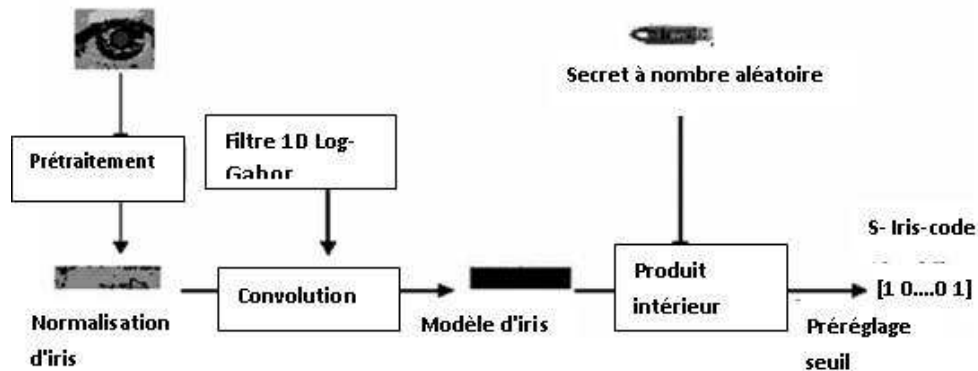 Secret à nombre aléatoire
Filtre 1D Log-
Gabor
Prétraitement
S- Iris-code
Produit
intérieur
Convolution
[1 0....0 1]
Normalisation
d'iris
Modèle d'iris
Préréglage
seuil